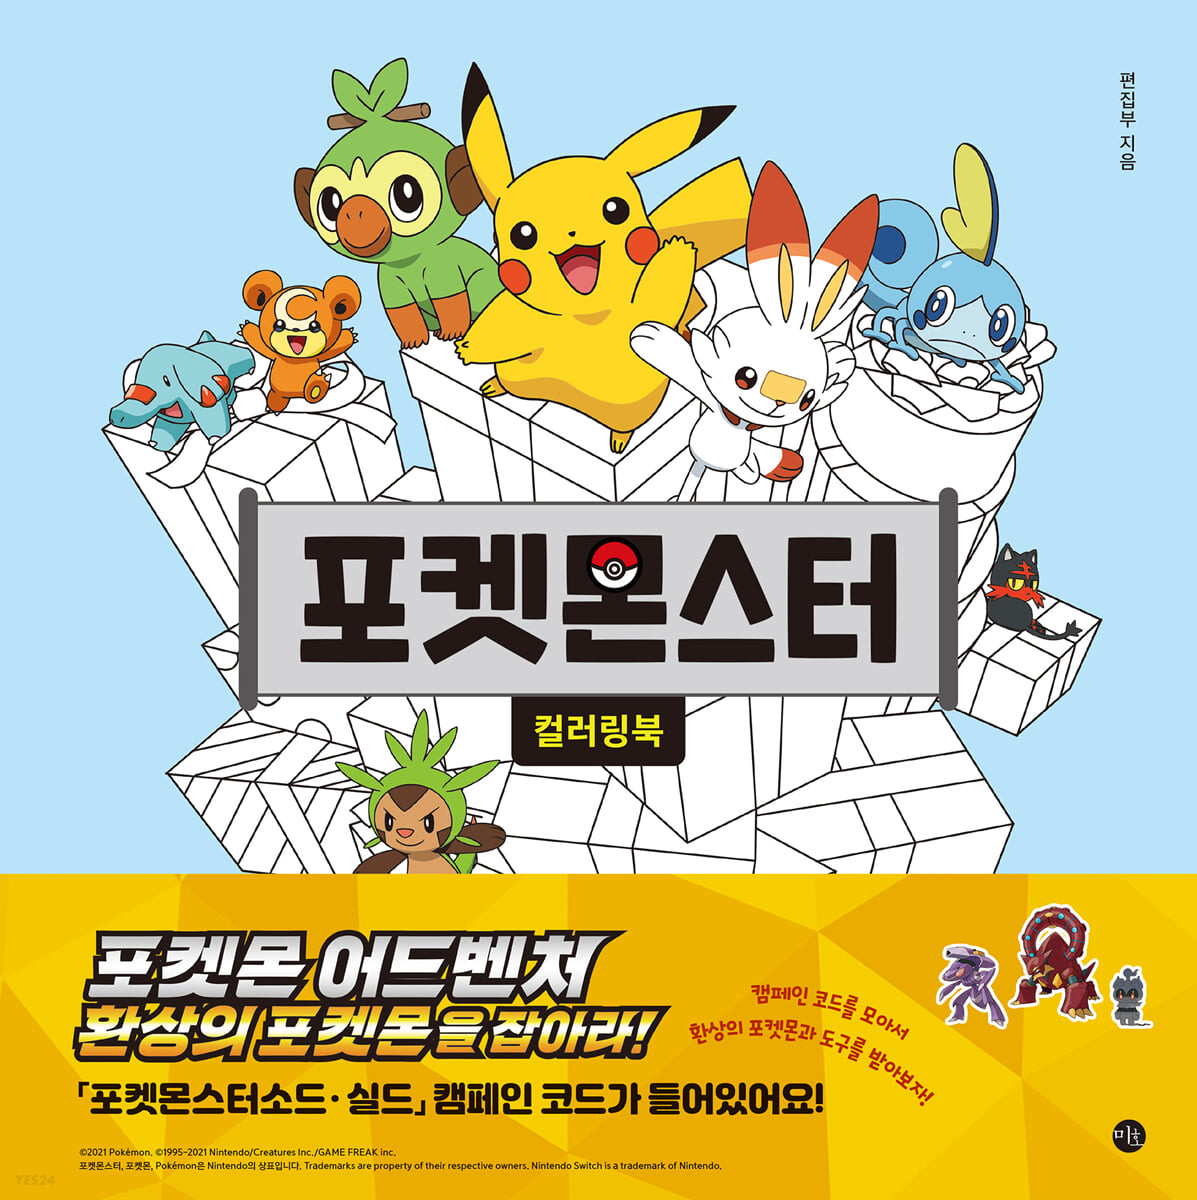 편집부 지음
포켓몬스터
컬러링북
포켓몬 어드벤처
환상의 포켓몬을 잡아라!
캠페인 코드를 모아서
환상의 포켓몬과 도구를 받아보자!
「포켓몬스터소드·실드」 캠페인 코드가 들어있어요!
미호
©2021 Pokémon. ©1995-2021 Nintendo/Creatures Inc./GAME FREAK inc.
포켓몬스터, 포켓몬, Pokémon은 Nintendo의 상표입니다. Trademarks are property of their respective owners. Nintendo Switch is a trademark of Nintendo.
YES24